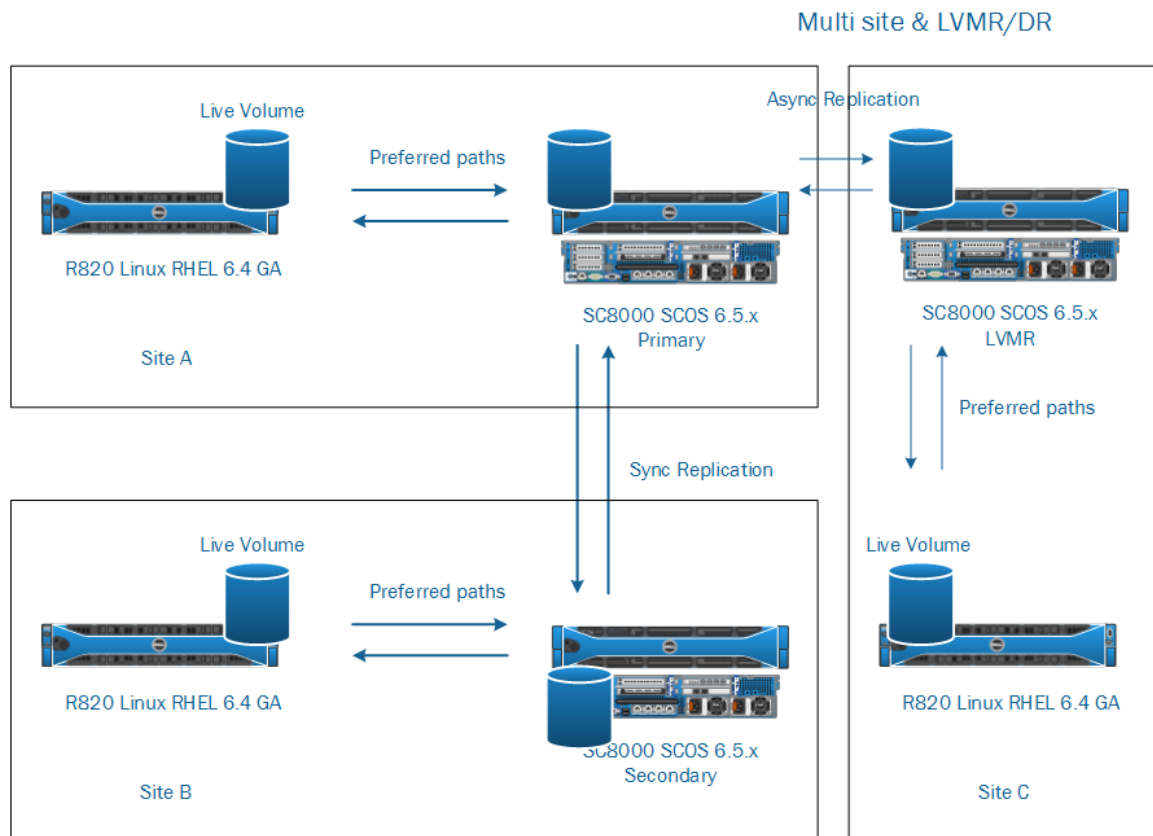 Multi site & LVMR/DR
Live Volume
Preferred paths
R820 Linux RHEL 6.4 GA
SC8000 SCOS 6.5.x
Primary
Site A
Async Replication
SC8000 SCOS 6.5.x
LVMR
Preferred paths
Sync Replication
Live Volume
Preferred paths
R820 Linux RHEL 6.4 GA
SC8000 SCOS 6.5.x
Secondary
Site B
Live Volume
R820 Linux RHEL 6.4 GA
Site C